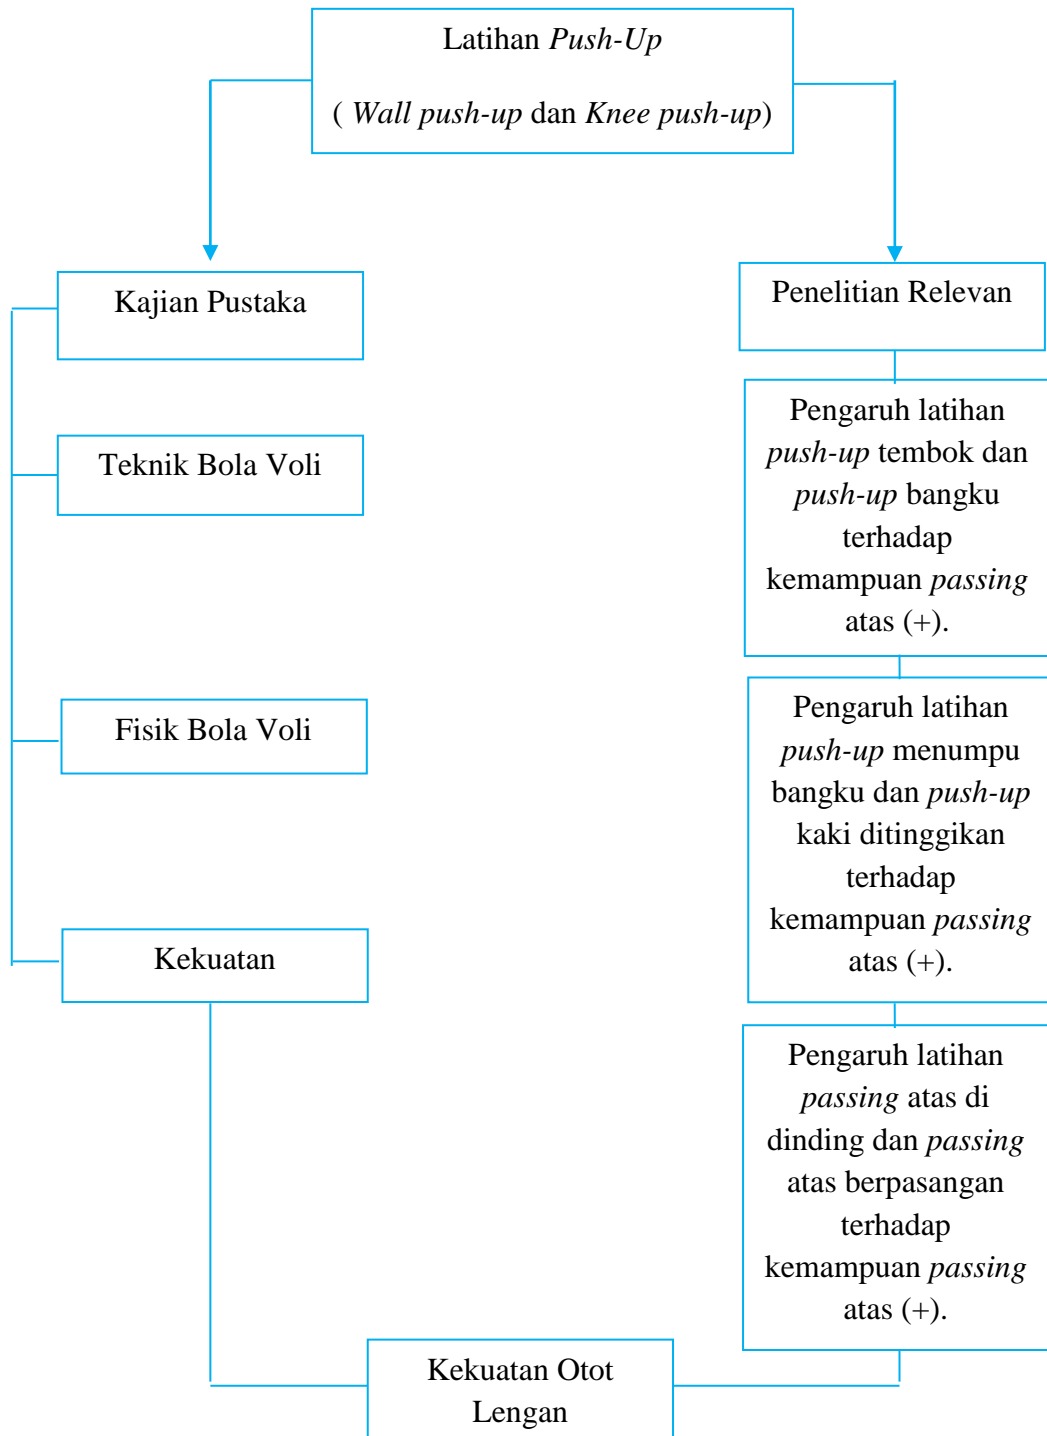 Latihan Push-Up
( Wall push-up dan Knee push-up)
Kajian Pustaka
Teknik Bola Voli
Fisik Bola Voli
Kekuatan
Penelitian Relevan
Pengaruh latihan
push-up tembok dan
push-up bangku
terhadap
kemampuan passing
atas (+).
Pengaruh latihan
push-up menumpu
bangku dan push-up
kaki ditinggikan
terhadap
kemampuan passing
atas (+).
Pengaruh latihan
passing atas di
dinding dan passing
atas berpasangan
terhadap
kemampuan passing
atas (+).
Kekuatan Otot
Lengan